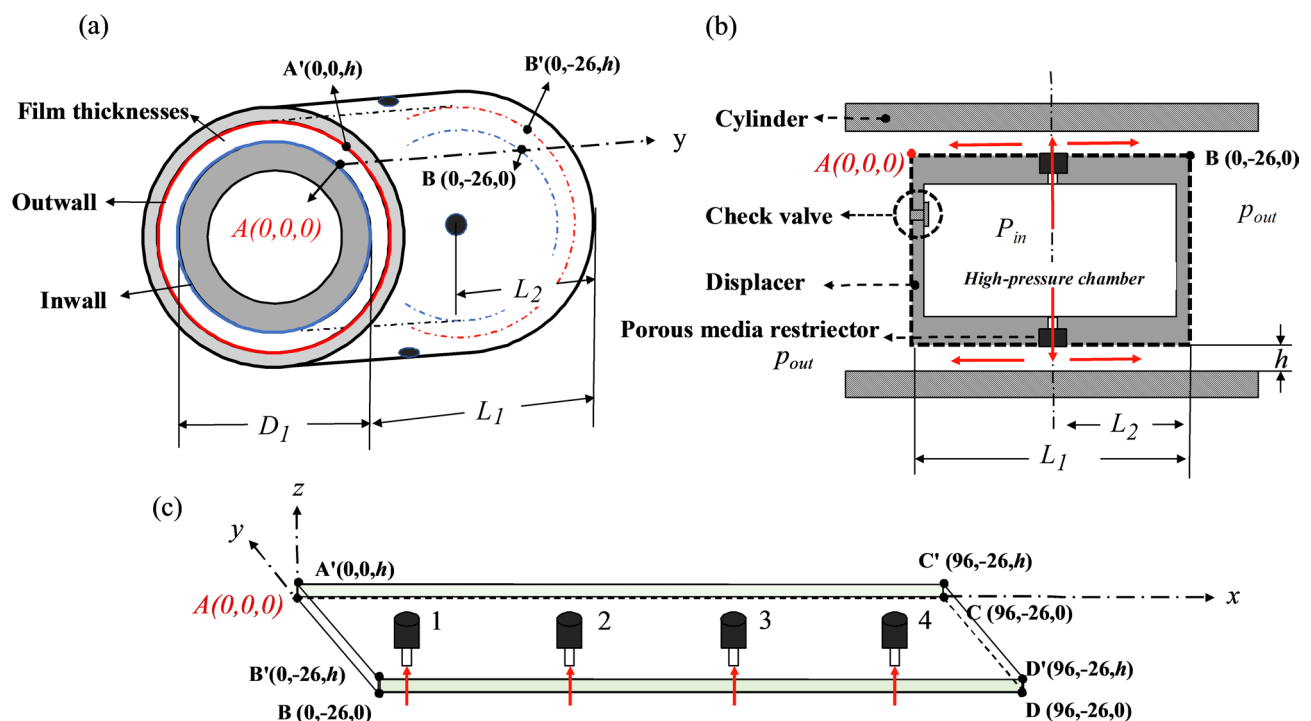 (a)
A'(0,0,h)
B'(0,-26,h)
Film thicknesses
y
B (0,-26,0)
Outwall
A(0,0,0)
Inwall
L2
D1
L1
(b)
Cylinder
A(0,0,0)
B (0,-26,0)
Check valve
Pin
pout
High-pressure chamber
Displacer
Porous media restriector
pout
h
L2
L1
(c)
z
y
A'(0,0,h)
C' (96,-26,h)
A(0,0,0)
x
C (96,-26,0)
1
2
3
4
B'(0,-26,h)
D' (96,-26,h)
B (0,-26,0)
D (96,-26,0)